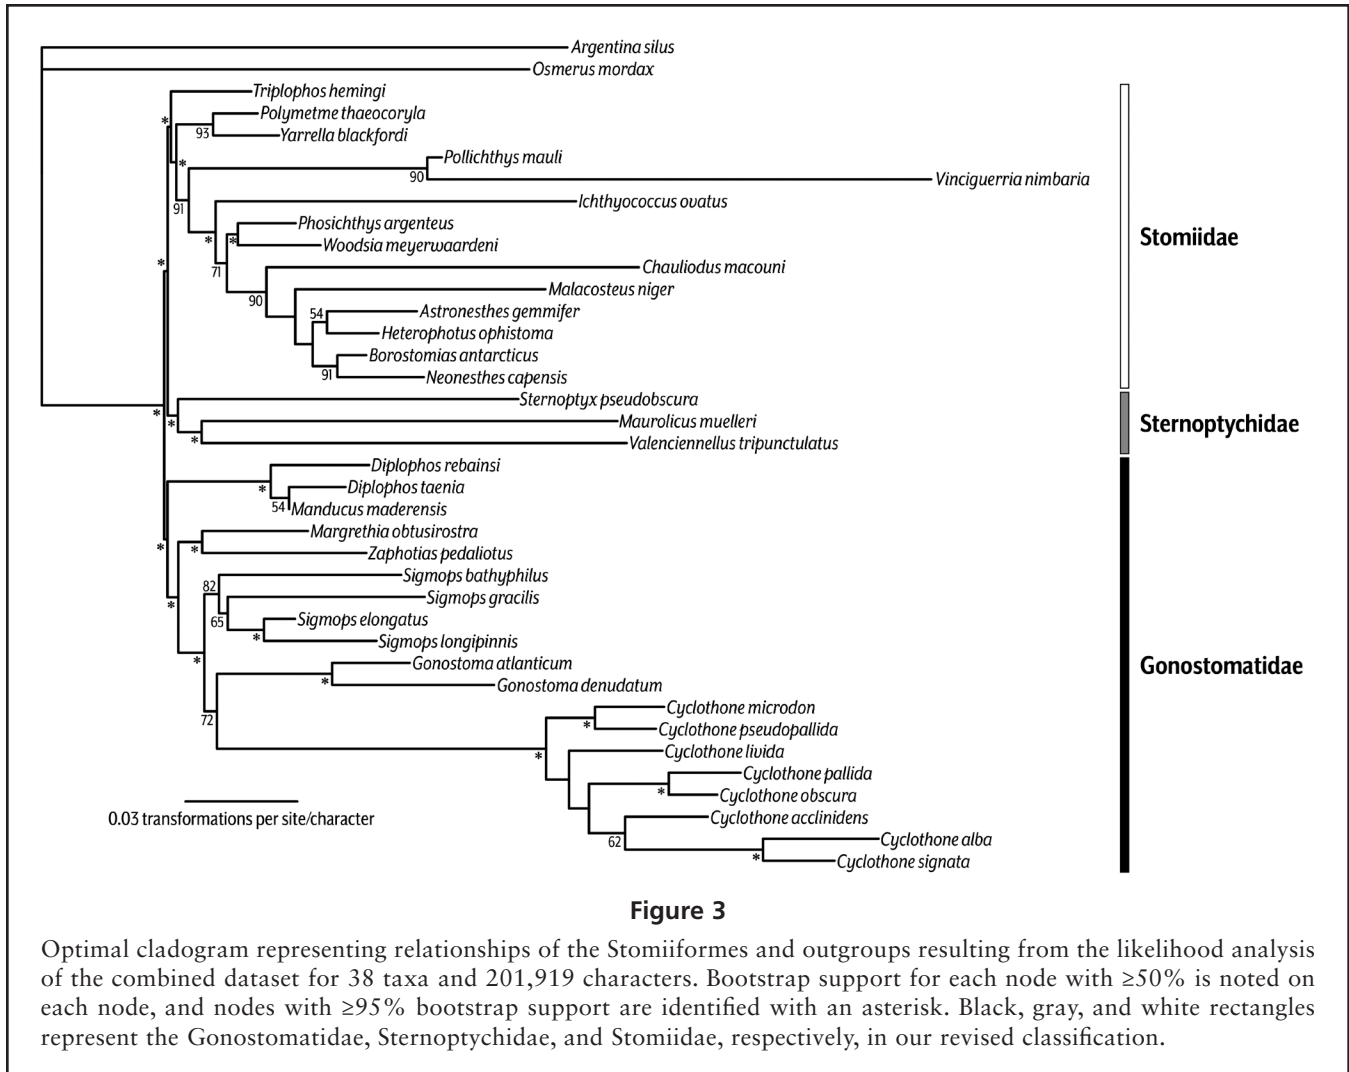 Argentina silus
Osmerus mordax
Triplophos hemingi
*
Polymetme thaeocoryla
93
Yarrella blackfordi
Pollichthys mauli
*
90
Vinciguerria nimbaria
91
Ichthyococcus ovatus
Phosichthys argenteus
* *
Woodsia meyerwaardeni
Stomiidae
*
71
Chauliodus macouni
90
Malacosteus niger
54
Astronesthes gemmifer
Heterophotus ophistoma
Borostomias antarcticus
91
Neonesthes capensis
Sternoptyx pseudobscura
*
*
Maurolicus muelleri
Sternoptychidae
*
Valenciennellus tripunctulatus
Diplophos rebainsi
*
Diplophos taenia
54
Manducus maderensis
Margrethia obtusirostra
* *
Zaphotias pedaliotus
Sigmops bathyphilus
82
*
Sigmops gracilis
65
Sigmops elongatus
*
Sigmops longipinnis
*
Gonostoma atlanticum
Gonostomatidae
*
Gonostoma denudatum
Cyclothone microdon
72
*
Cyclothone pseudopallida
*
Cyclothone livida
Cyclothone pallida
*
Cyclothone obscura
Cyclothone acclinidens
62
Cyclothone alba
*
Cyclothone signata
0.03 transformations per site/character
Figure 3
Optimal cladogram representing relationships of the Stomiiformes and outgroups resulting from the likelihood analysis
of the combined dataset for 38 taxa and 201,919 characters. Bootstrap support for each node with ≥50% is noted on
each node, and nodes with ≥95% bootstrap support are identified with an asterisk. Black, gray, and white rectangles
represent the Gonostomatidae, Sternoptychidae, and Stomiidae, respectively, in our revised classification.